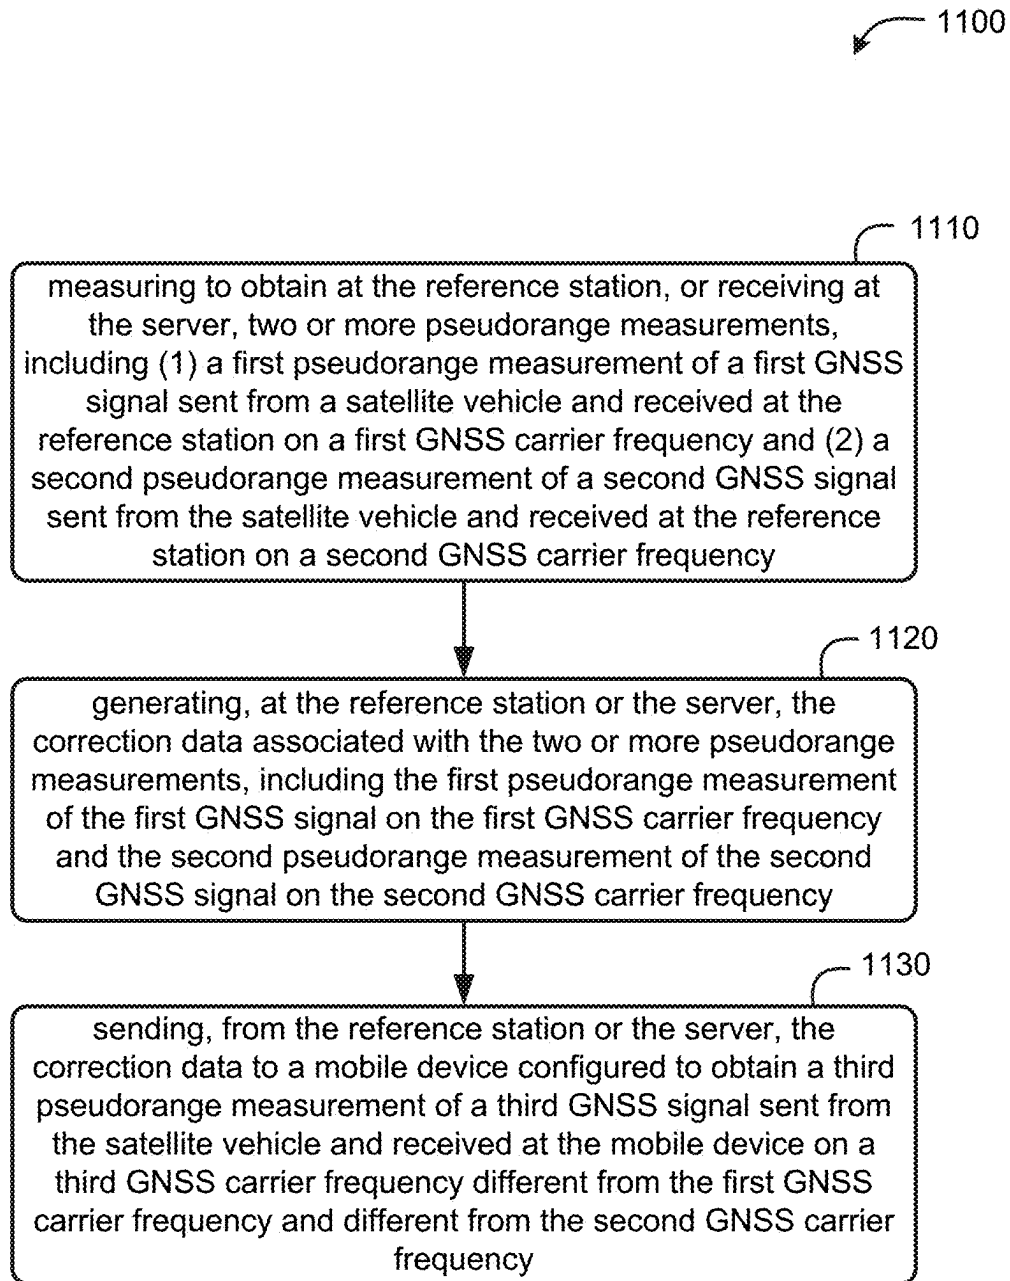 1100
1110
measuring to obtain at the reference station, or receiving at
the server, two or more pseudorange measurements,
including (1) a first pseudorange measurement of a first GNSS
signal sent from a satellite vehicle and received at the
reference station on a first GNSS carrier frequency and (2) a
second pseudorange measurement of a second GNSS signal
sent from the satellite vehicle and received at the reference
station on a second GNSS carrier frequency
1120
generating, at the reference station or the server, the
correction data associated with the two or more pseudorange
measurements, including the first pseudorange measurement
of the first GNSS signal on the first GNSS carrier frequency
and the second pseudorange measurement of the second
GNSS signal on the second GNSS carrier frequency
1130
sending, from the reference station or the server, the
correction data to a mobile device configured to obtain a third
pseudorange measurement of a third GNSS signal sent from
the satellite vehicle and received at the mobile device on a
third GNSS carrier frequency different from the first GNSS
carrier frequency and different from the second GNSS carrier
frequency